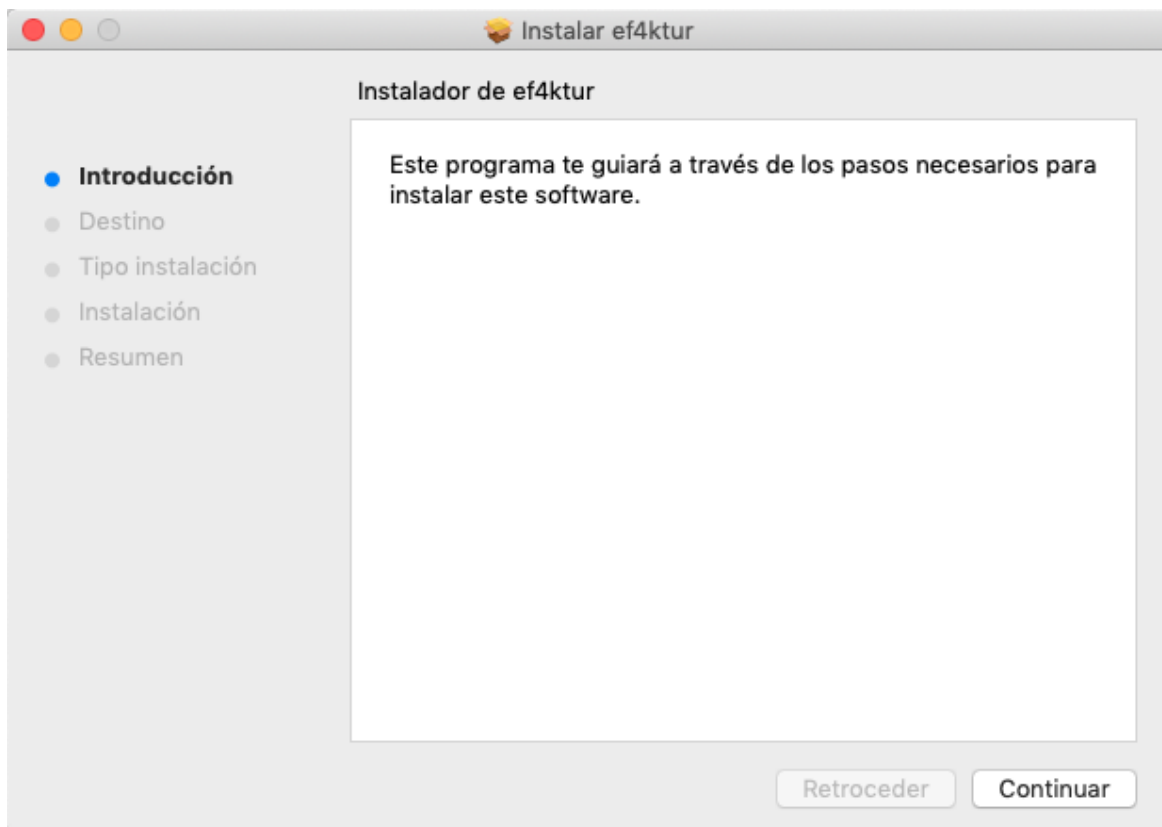 Instalar ef4ktur
Instalador de ef4ktur
Introducción
Destino
Tipo instalación
Instalación
Resumen
Este programa te guiará a través de los pasos necesarios para
instalar este software.
Retroceder
Continuar